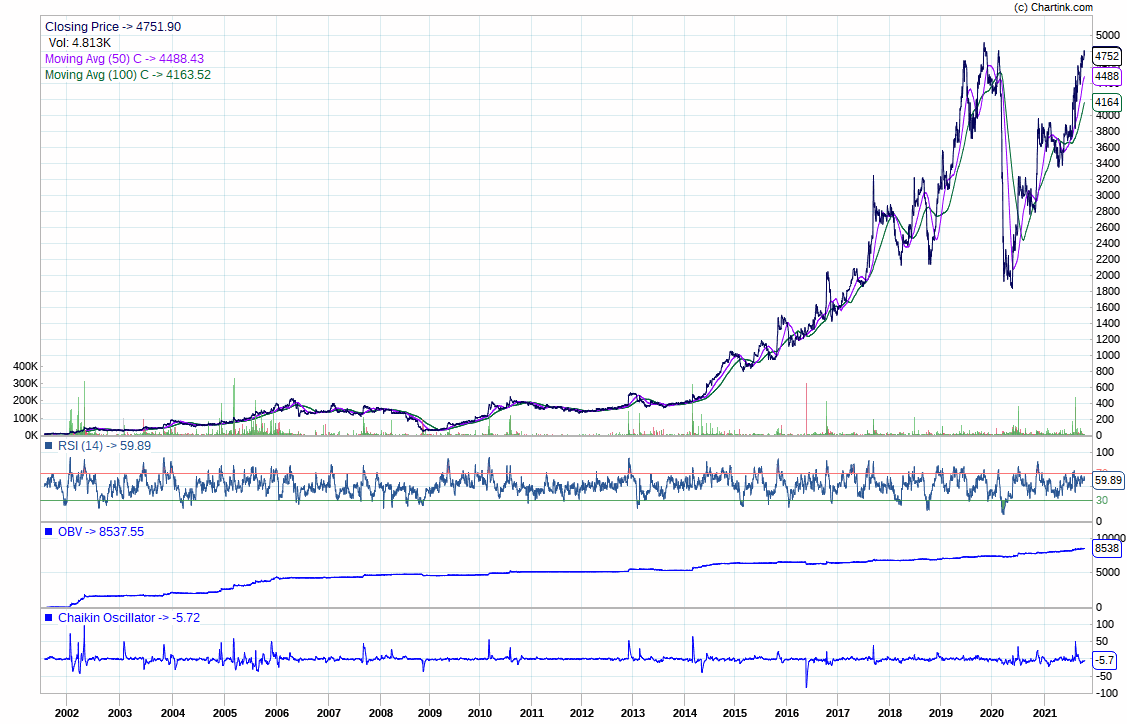 (c) Chartink.com
Closing Price -> 4751.90
Vol: 4.813K
Moving Avg (50) C -> 4488.43
Moving Avg (100) C -> 4163.52
5000
4752
4488
4164
4000
3800
3600
3400
3200
3000
2800
2600
2400
2200
2000
1800
1600
1400
1200
1000
800
600
400
200
0
400K
300K
200K
100K
0K
RSI (14) -> 59.89
100
70
59.89
30
0
OBV -> 8537.55
10000
8538
5000
0
Chaikin Oscillator -> -5.72
100
50
-5.7
-50
-100
2002 2003 2004 2005 2006 2007 2008 2009 2010 2011 2012 2013 2014 2015 2016 2017 2018 2019 2020 2021